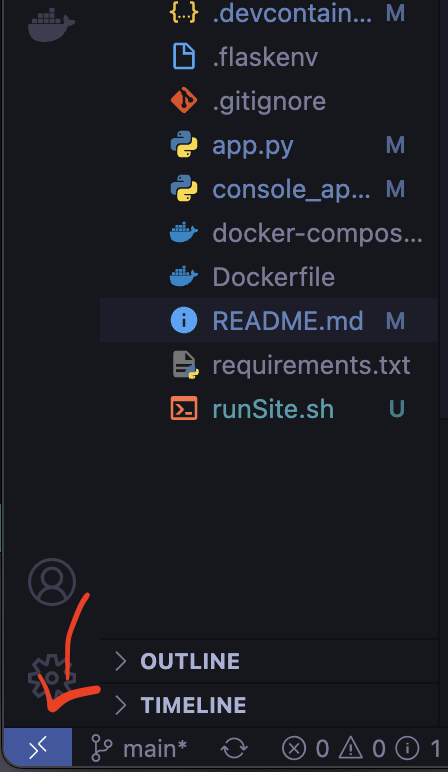 .devcontain... M
.flaskenv
.gitignore
app.py M
console_ap... M
docker-compos...
Dockerfile
README.md M
requirements.txt
runSite.sh U
OUTLINE
TIMELINE
main* 0 0 1